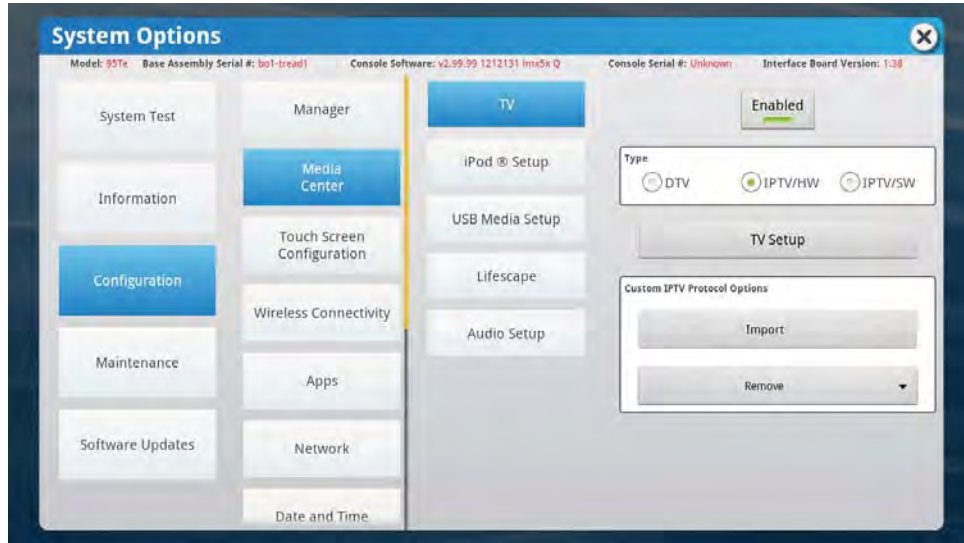 System Options
Model: 95Te Base Assembly Serial #: bo1-tread1 Console Software: v2.99.99 1212131 imx5x Q Console Serial #: Unknown Interface Board Version: 1.38
System Test
Information
Configuration
Maintenance
Software Updates
Manager
Media
Center
Touch Screen
Configuration
Wireless Connectivity
Apps
Network
Date and Time
TV
iPod ® Setup
USB Media Setup
Lifescape
Audio Setup
Enabled
Type
DTV IPTV/HW IPTV/SW
TV Setup
Custom IPTV Protocol Options
Import
Remove